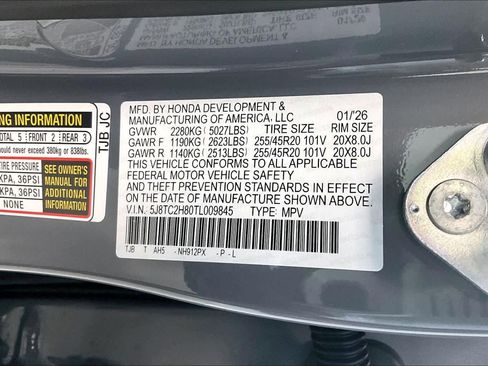 MFD. BY HONDA DEVELOPMENT &
MANUFACTURING OF AMERICA, LLC 01/26
GVWR 2280KG (5027LBS) TIRE SIZE RIM SIZE
GAWR F 1190KG (2623LBS) 255/45R20 101V 20X8.0J
GAWR R 1140KG (2513LBS) 255/45R20 101V 20X8.0J
THIS VEHICLE CONFORMS TO ALL APPLICABLE
FEDERAL MOTOR VEHICLE SAFETY
AND THEFT PREVENTION STANDARDS IN EFFECT ON
THE DATE OF MANUFACTURE SHOWN ABOVE.
V.I.N. 5J8TC2H80TL009845 TYPE: MPV
TJB T AH5 -NH912PX -P -L
NG INFORMATION
TOTAL 5 FRONT 2 REAR 3
ould never exceed 380kg or 838lbs.
TIRE PRESSURE
KPA, 36PSI
KPA, 36PSI
NONE
SEE OWNER'S
MANUAL FOR
ADDITIONAL
INFORMATION
TJB JC